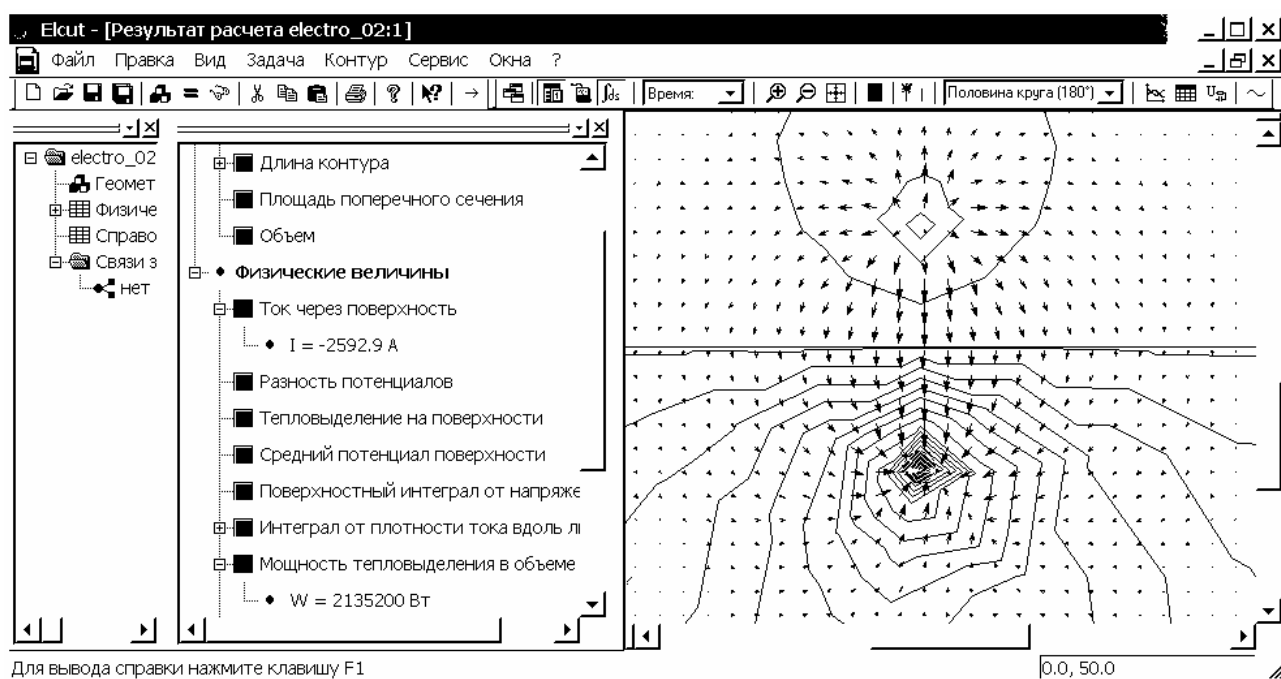 Elcut - [Результат расчета electro_02:1]
Файл Правка Вид Задача Контур Сервис Окна ?
Время: Половина круга (180°)
electro_02
Геомет
Физиче
Справо
Связи з
нет
Длина контура
Площадь поперечного сечения
Объем
Физические величины
Ток через поверхность
I = -2592.9 А
Разность потенциалов
Тепловыделение на поверхности
Средний потенциал поверхности
Поверхностный интеграл от напряже
Интеграл от плотности тока вдоль л
Мощность тепловыделения в объеме
W = 2135200 Вт
Для вывода справки нажмите клавишу F1
0.0, 50.0